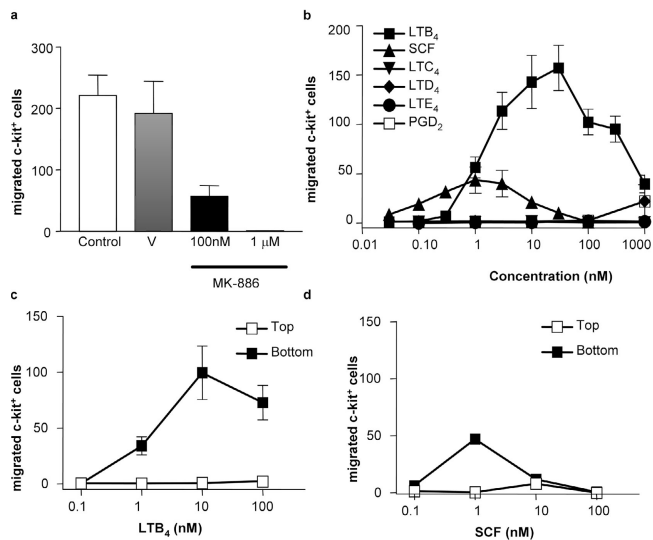 a
300
200
100
0
migrated c-kit⁺ cells
Control V 100nM 1 μM
MK-886
b
200
150
100
50
0
migrated c-kit⁺ cells
LTB₄
SCF
LTC₄
LTD₄
LTE₄
PGD₂
0.01 0.10 1 10 100 1000
Concentration (nM)
c
150
100
50
0
migrated c-kit⁺ cells
Top
Bottom
0.1 1 10 100
LTB₄ (nM)
d
150
100
50
0
migrated c-kit⁺ cells
Top
Bottom
0.1 1 10 100
SCF (nM)